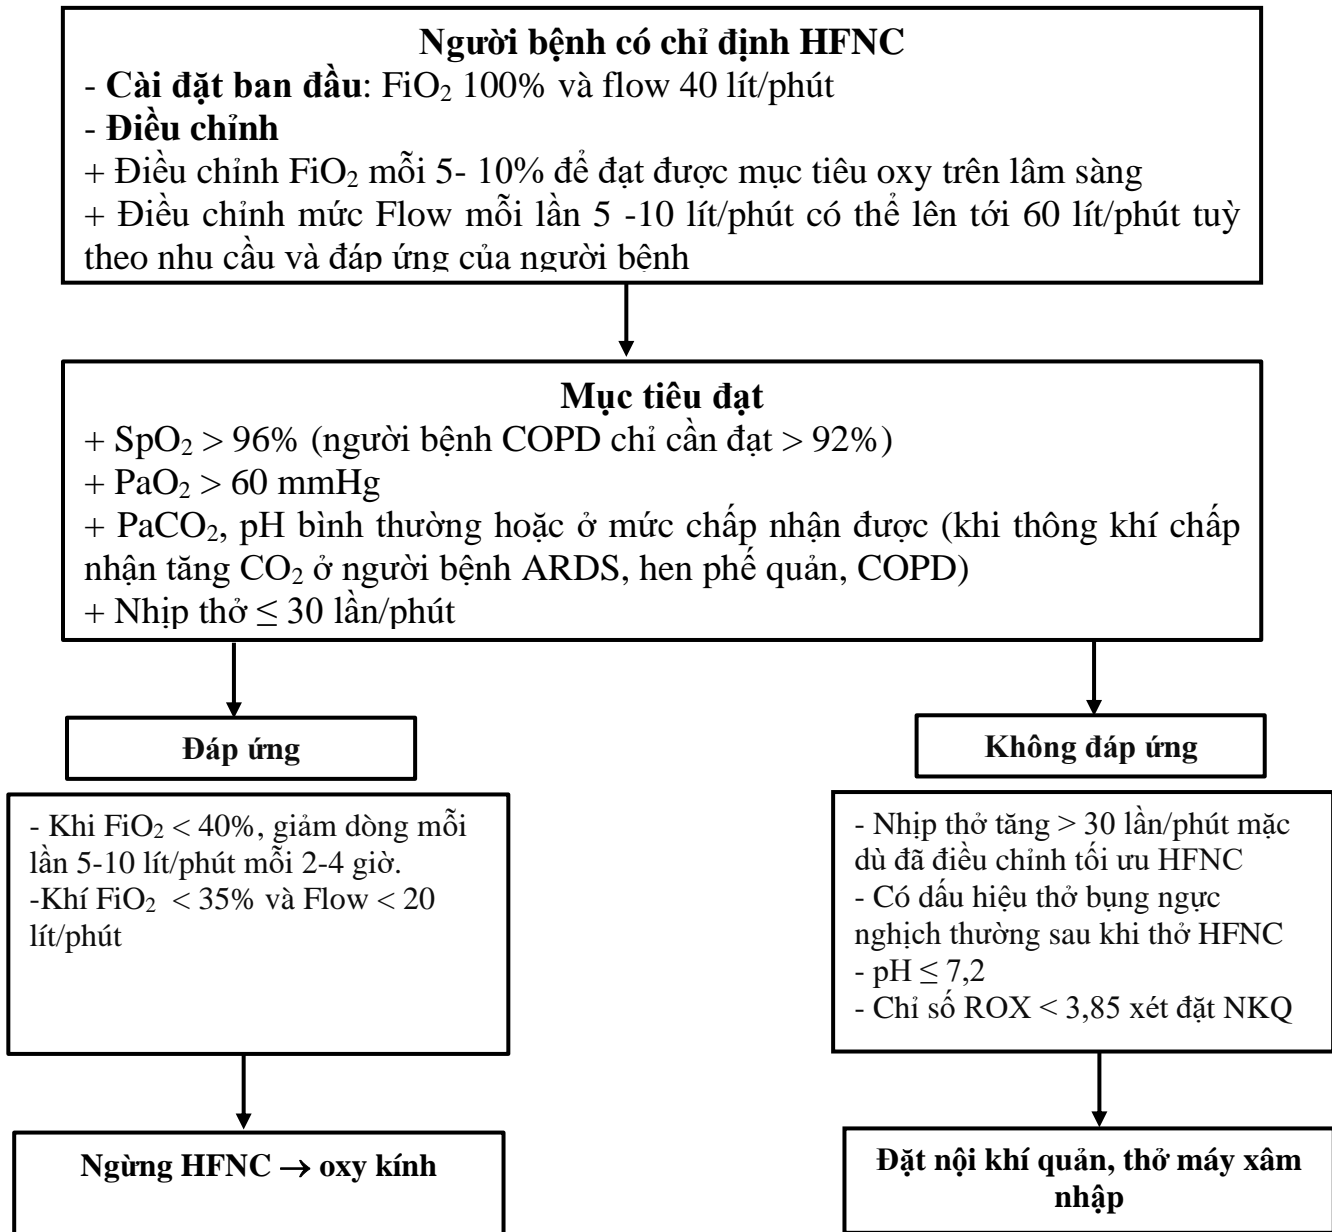 Người bệnh có chỉ định HFNC
- Cài đặt ban đầu: FiO₂ 100% và flow 40 lít/phút
- Điều chỉnh
+ Điều chỉnh FiO₂ mỗi 5- 10% để đạt được mục tiêu oxy trên lâm sàng
+ Điều chỉnh mức Flow mỗi lần 5 -10 lít/phút có thể lên tới 60 lít/phút tuỳ
theo nhu cầu và đáp ứng của người bệnh
Mục tiêu đạt
+ SpO₂ > 96% (người bệnh COPD chỉ cần đạt > 92%)
+ PaO₂ > 60 mmHg
+ PaCO₂, pH bình thường hoặc ở mức chấp nhận được (khi thông khí chấp
nhận tăng CO₂ ở người bệnh ARDS, hen phế quản, COPD)
+ Nhịp thở ≤ 30 lần/phút
Đáp ứng
- Khi FiO₂ < 40%, giảm dòng mỗi
lần 5-10 lít/phút mỗi 2-4 giờ.
-Khí FiO₂ < 35% và Flow < 20
lít/phút
Ngừng HFNC → oxy kính
Không đáp ứng
- Nhịp thở tăng > 30 lần/phút mặc
dù đã điều chỉnh tối ưu HFNC
- Có dấu hiệu thở bụng ngực
nghịch thường sau khi thở HFNC
- pH ≤ 7,2
- Chỉ số ROX < 3,85 xét đặt NKQ
Đặt nội khí quản, thở máy xâm
nhập